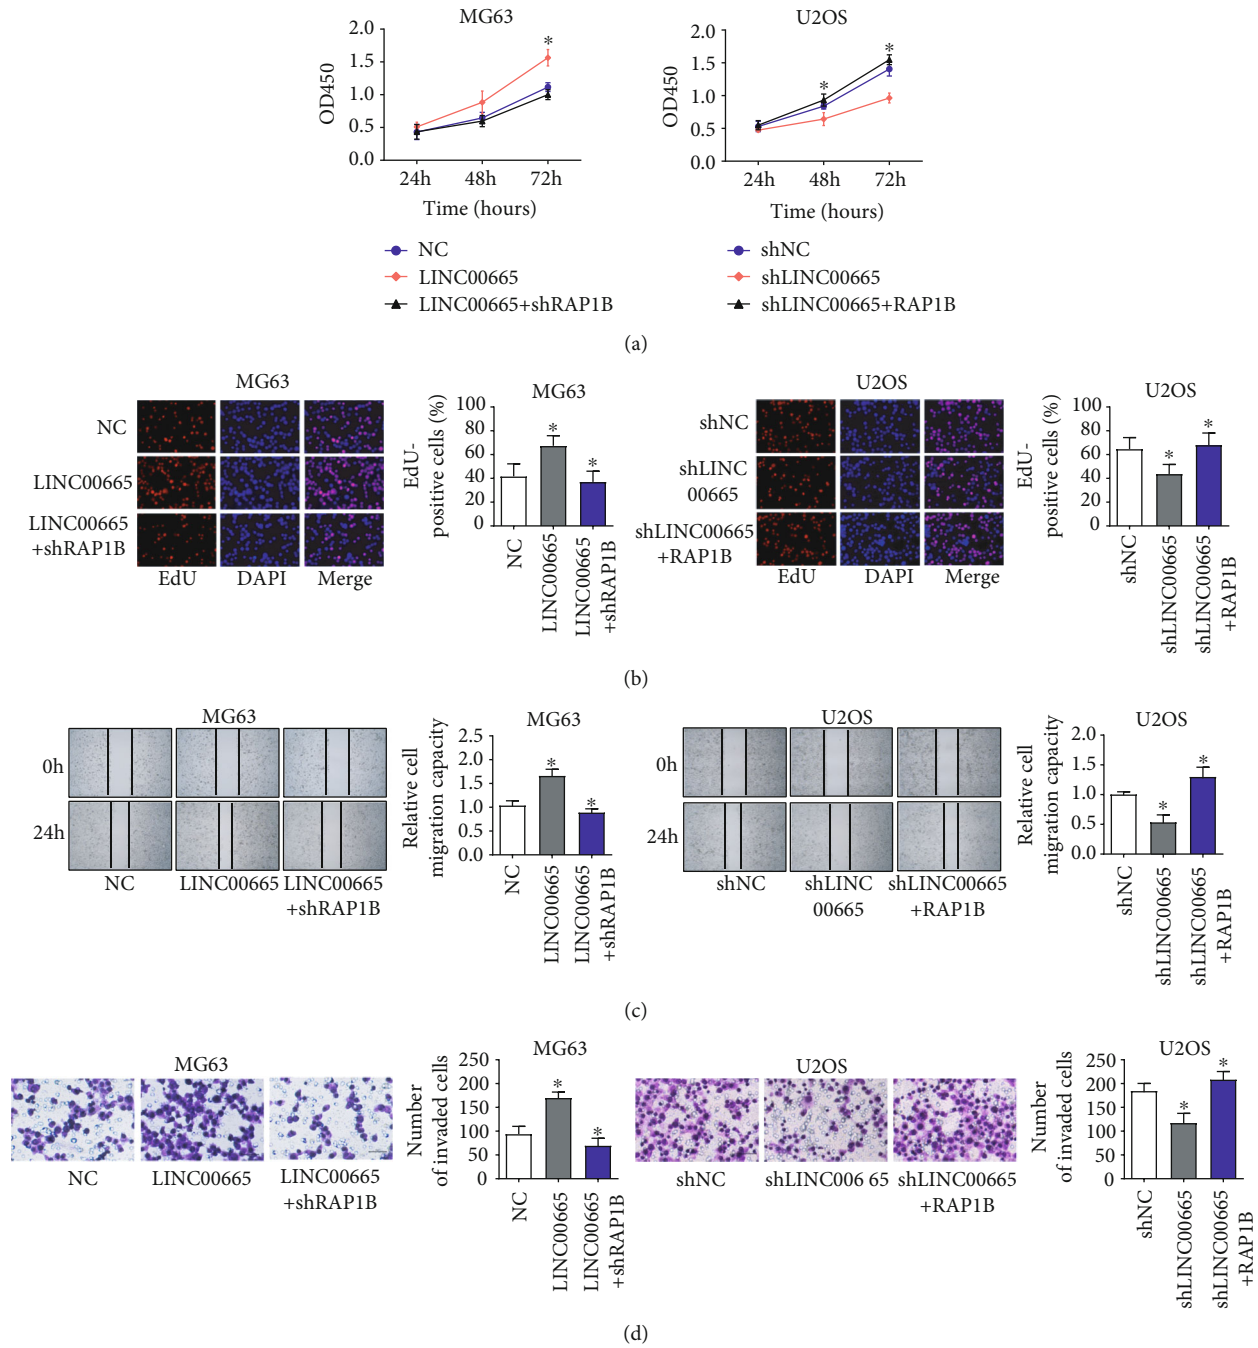 MG63
U2OS
OD450
2.0
1.5
1.0
0.5
0.0
*
24h 48h 72h
Time (hours)
NC
LINC00665
LINC00665+shRAP1B
OD450
2.0
1.5
1.0
0.5
0.0
*
*
24h 48h 72h
Time (hours)
shNC
shLINC00665
shLINC00665+RAP1B
(a)
MG63
NC
LINC00665
LINC00665
+shRAP1B
EdU DAPI Merge
MG63
EdU-
positive cells (%)
100
80
60
40
20
0
*
*
NC
LINC00665
LINC00665
+shRAP1B
U2OS
shNC
shLINC
00665
shLINC00665
+RAP1B
EdU DAPI Merge
U2OS
EdU-
positive cells (%)
100
80
60
40
20
0
*
*
shNC
shLINC00665
shLINC00665
+RAP1B
(b)
MG63
0h
24h
NC
LINC00665
LINC00665
+shRAP1B
MG63
Relative cell
migration capacity
2.5
2.0
1.5
1.0
0.5
0.0
*
*
NC
LINC00665
LINC00665
+shRAP1B
U2OS
0h
24h
shNC
shLINC
00665
shLINC00665
+RAP1B
U2OS
Relative cell
migration capacity
2.0
1.5
1.0
0.5
0.0
*
*
shNC
shLINC00665
shLINC00665
+RAP1B
(c)
MG63
NC
LINC00665
LINC00665
+shRAP1B
MG63
Number
of invaded cells
250
200
150
100
50
0
*
*
NC
LINC00665
LINC00665
+shRAP1B
U2OS
shNC
shLINC006 65
shLINC00665
+RAP1B
U2OS
Number
of invaded cells
250
200
150
100
50
0
*
*
shNC
shLINC00665
shLINC00665
+RAP1B
(d)